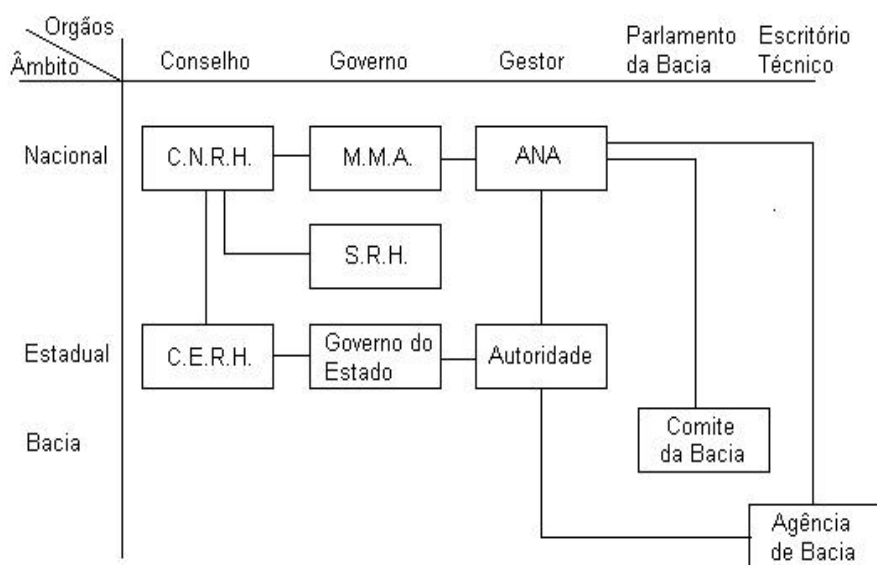 Orgãos
Âmbito
Conselho
Governo
Gestor
Parlamento
da Bacia
Escritório
Técnico
Nacional
C.N.R.H.
M.M.A.
ANA
S.R.H.
Estadual
C.E.R.H.
Governo do
Estado
Autoridade
Bacia
Comite
da Bacia
Agência
de Bacia